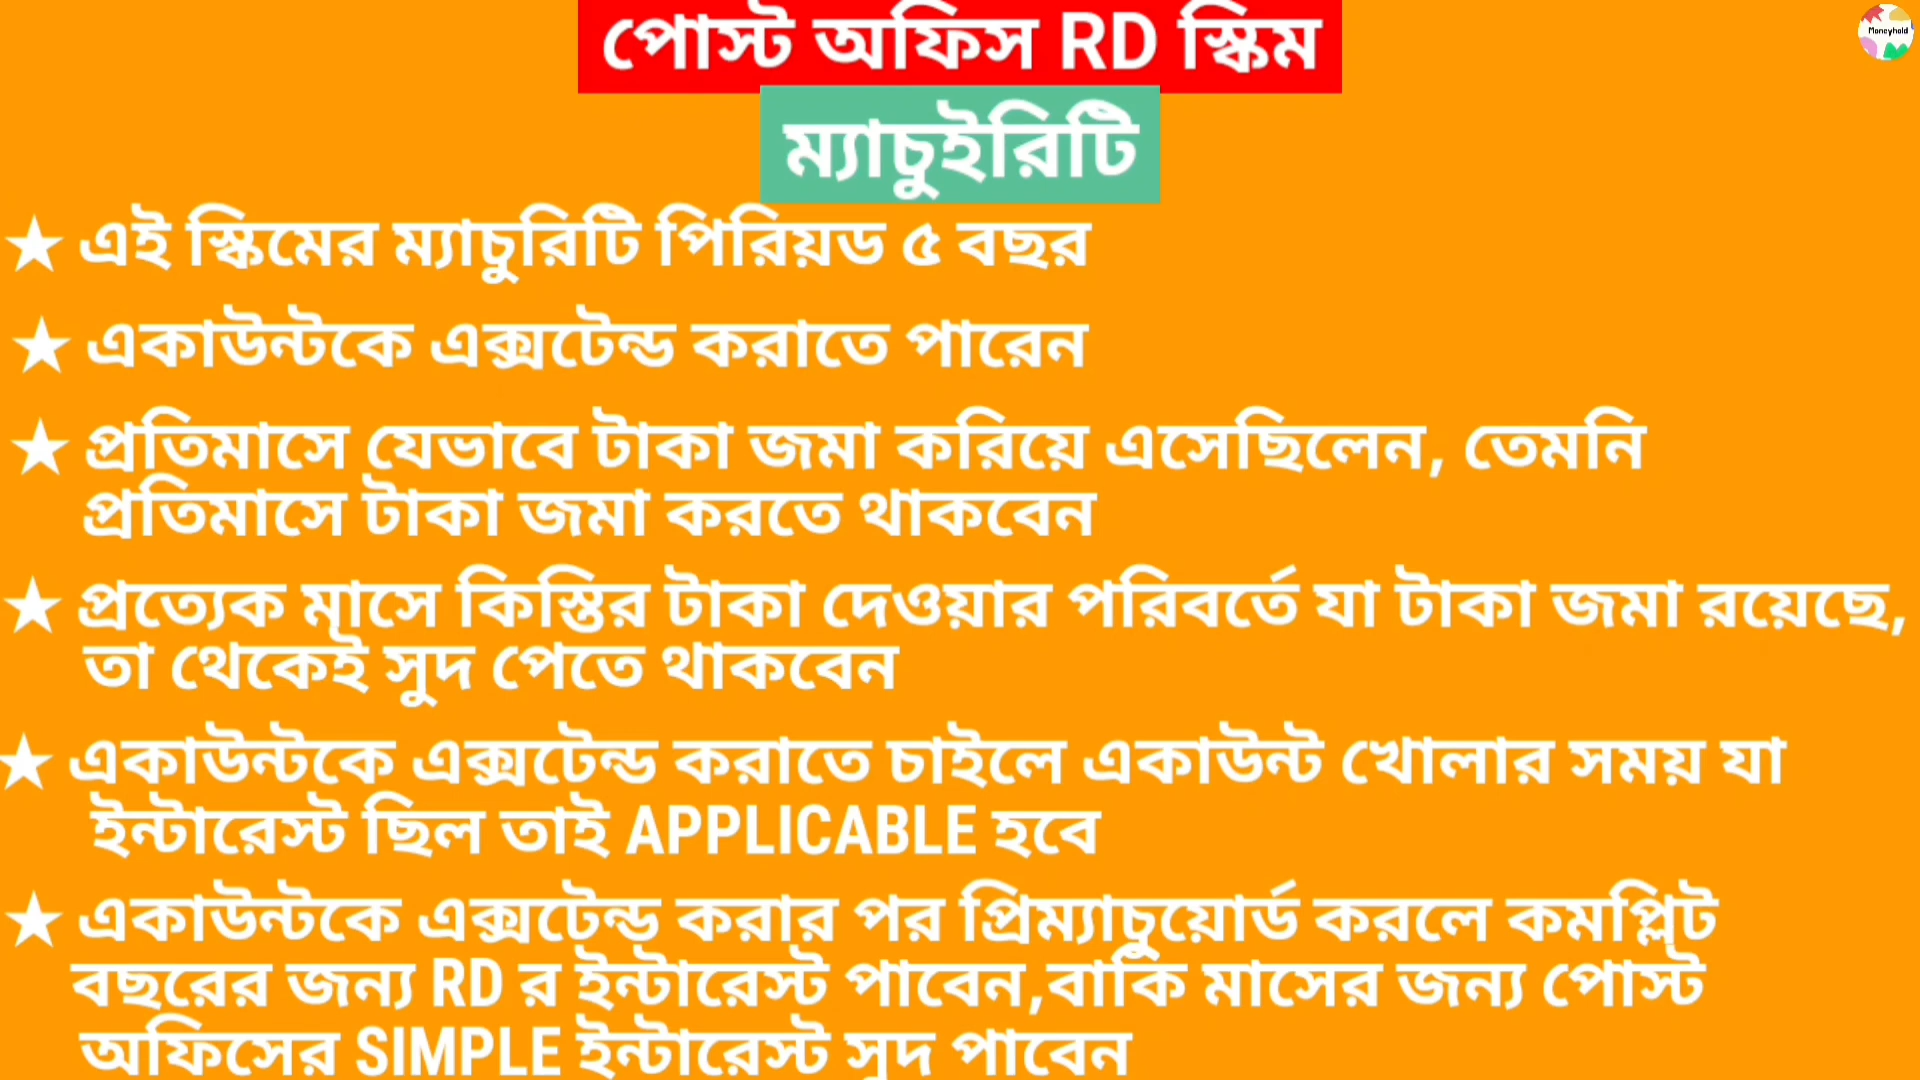 পোস্ট অফিস RD স্কিম
Moneyhold
ম্যাচুইরিটি
★ এই স্কিমের ম্যাচুরিটি পিরিয়ড ৫ বছর
★ একাউন্টকে এক্সটেন্ড করাতে পারেন
★ প্রতিমাসে যেভাবে টাকা জমা করিয়ে এসেছিলেন, তেমনি
প্রতিমাসে টাকা জমা করতে থাকবেন
★ প্রত্যেক মাসে কিস্তির টাকা দেওয়ার পরিবর্তে যা টাকা জমা রয়েছে,
তা থেকেই সুদ পেতে থাকবেন
★ একাউন্টকে এক্সটেন্ড করাতে চাইলে একাউন্ট খোলার সময় যা
ইন্টারেস্ট ছিল তাই APPLICABLE হবে
★ একাউন্টকে এক্সটেন্ড করার পর প্রিম্যাচুয়োর্ড করলে কমপ্লিট
বছরের জন্য RD র ইন্টারেস্ট পাবেন,বাকি মাসের জন্য পোস্ট
অফিসের SIMPLE ইন্টারেস্ট সুদ পাবেন